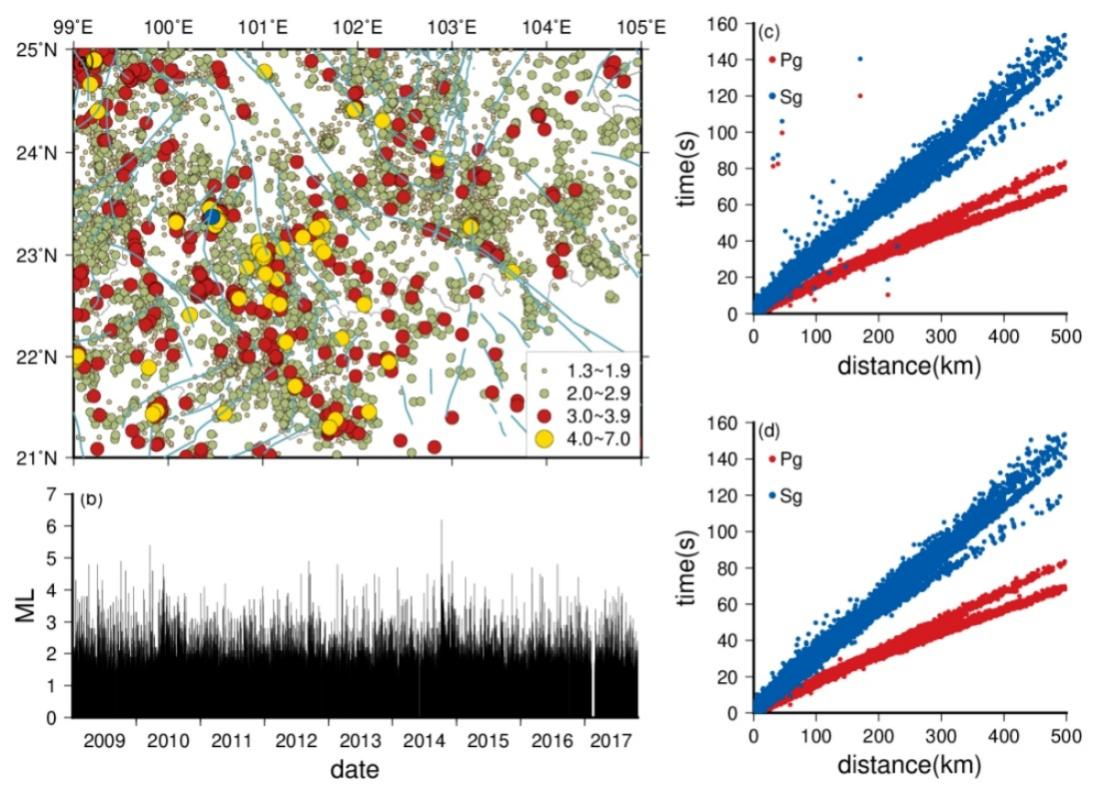 99°E 100°E 101°E 102°E 103°E 104°E 105°E
25°N
24°N
23°N
22°N
21°N
1.3~1.9
2.0~2.9
3.0~3.9
4.0~7.0
(b)
7
6
5
4
3
2
1
0
ML
2009 2010 2011 2012 2013 2014 2015 2016 2017
date
(c)
Pg
Sg
160
140
120
100
80
60
40
20
0
time(s)
0 100 200 300 400 500
distance(km)
(d)
Pg
Sg
160
140
120
100
80
60
40
20
0
time(s)
0 100 200 300 400 500
distance(km)